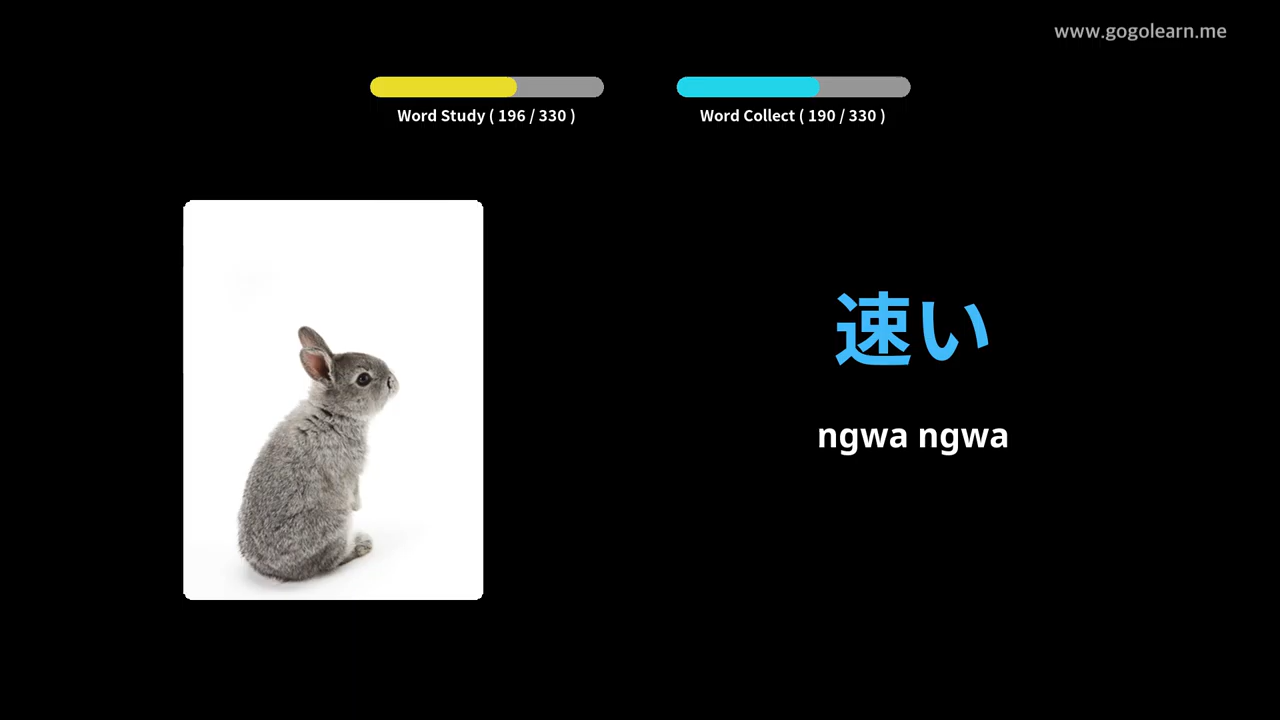 www.gogolearn.me
Word Study ( 196 / 330 )
Word Collect ( 190 / 330 )
速い
ngwa ngwa